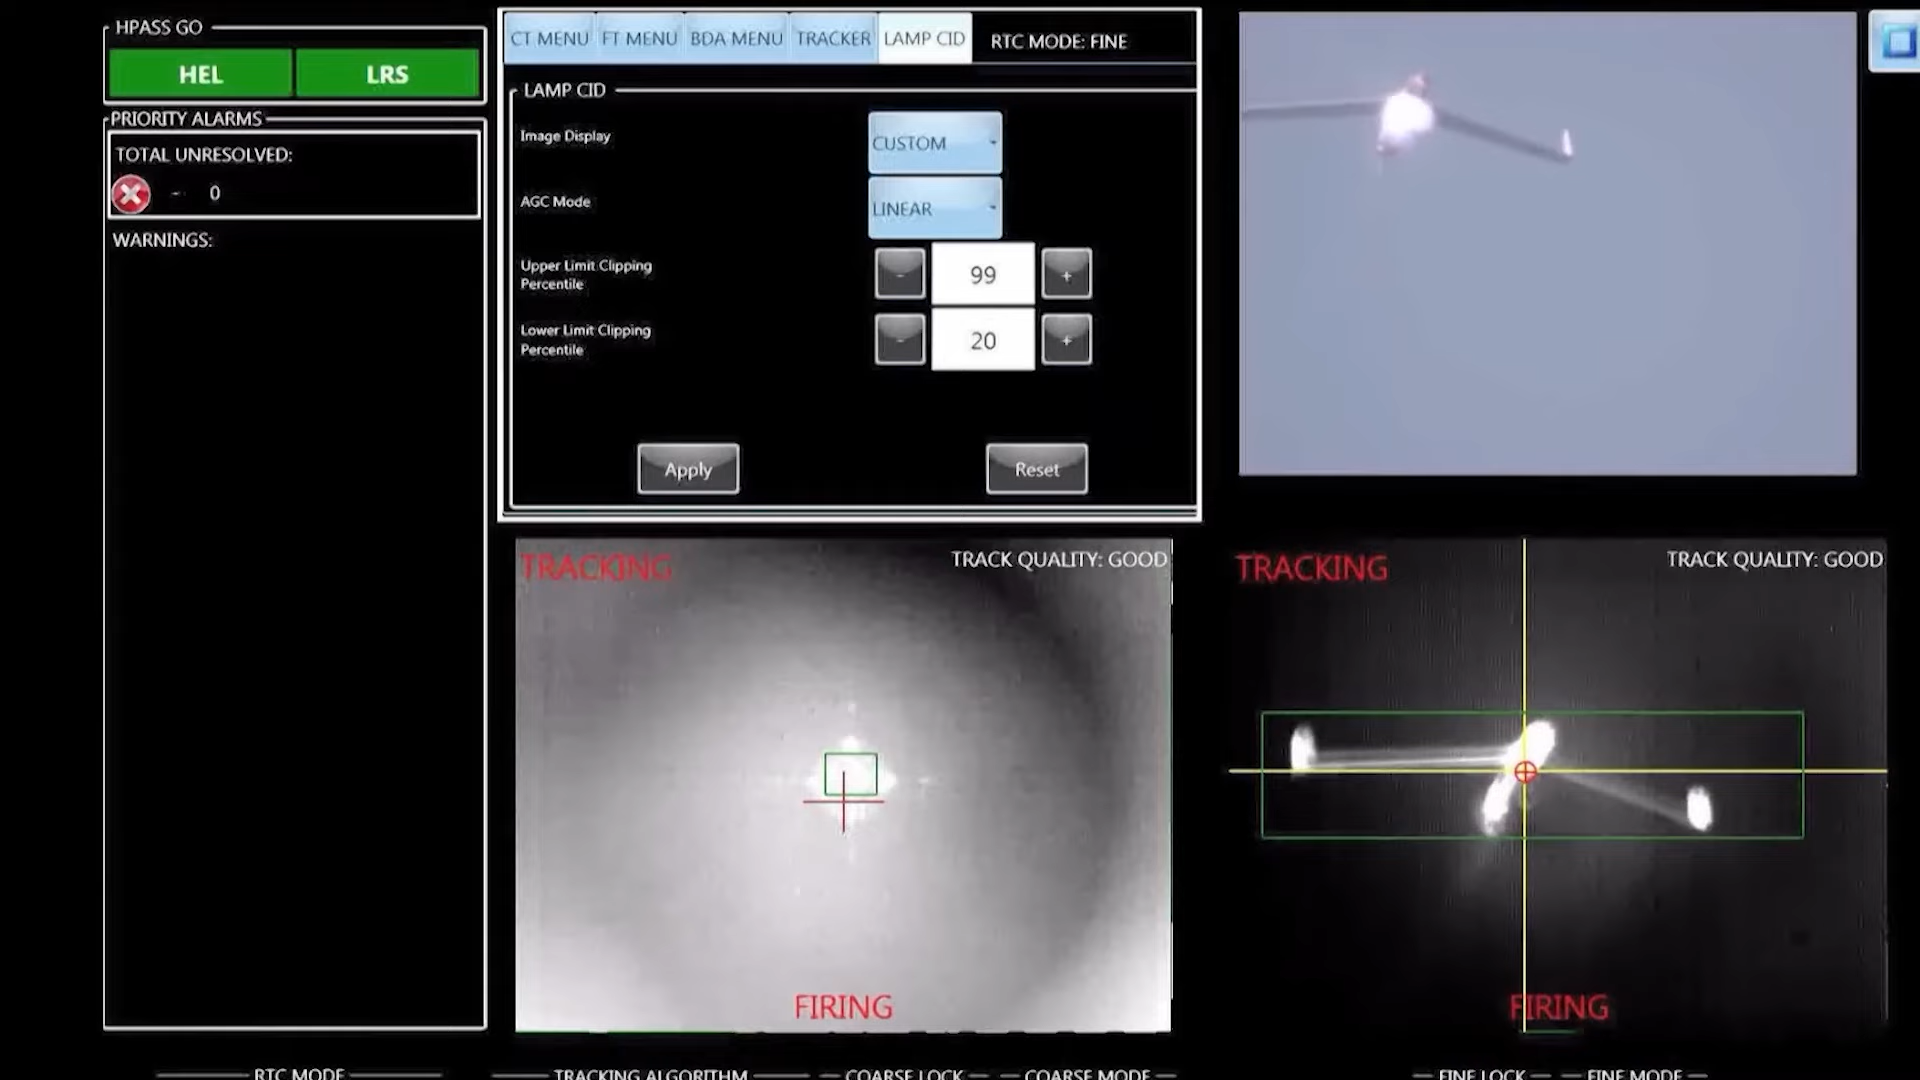 HPASS GO
HEL
LRS
PRIORITY ALARMS
TOTAL UNRESOLVED:
- 0
WARNINGS:
CT MENU
FT MENU
BDA MENU
TRACKER
LAMP CID
RTC MODE: FINE
LAMP CID
Image Display
CUSTOM
AGC Mode
LINEAR
Upper Limit Clipping
Percentile
-
99
+
Lower Limit Clipping
Percentile
-
20
+
Apply
Reset
TRACKING
TRACK QUALITY: GOOD
FIRING
TRACKING
TRACK QUALITY: GOOD
FIRING
RTC MODE
TRACKING ALGORITHM
COARSE LOCK
COARSE MODE
FINE LOCK
FINE MODE